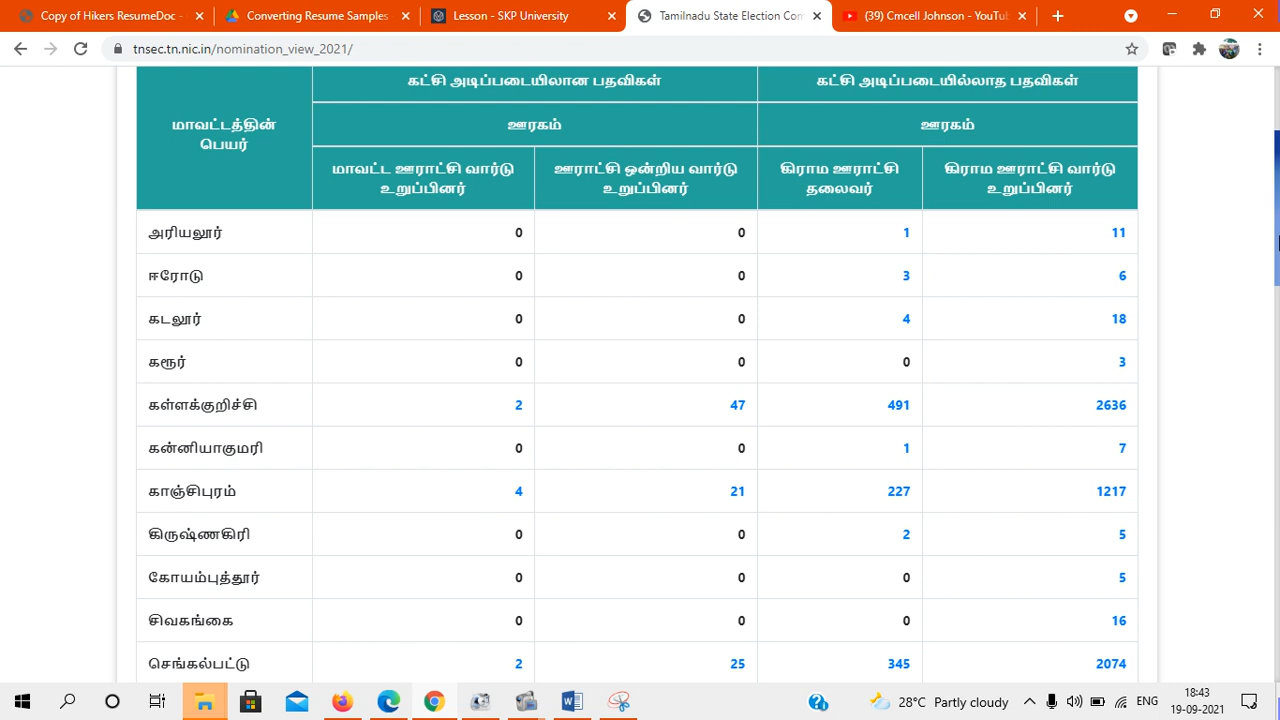 Copy of Hikers ResumeDoc - G
Converting Resume Samples
Lesson - SKP University
Tamilnadu State Election Com
(39) Cmcell Johnson - YouTub
tnsec.tn.nic.in/nomination_view_2021/
மாவட்டத்தின் பெயர்
கட்சி அடிப்படையிலான பதவிகள் கட்சி அடிப்படையில்லாத பதவிகள்
ஊரகம் ஊரகம்
மாவட்ட ஊராட்சி வார்டு உறுப்பினர்
ஊராட்சி ஒன்றிய வார்டு உறுப்பினர்
கிராம ஊராட்சி தலைவர்
கிராம ஊராட்சி வார்டு உறுப்பினர்
அரியலூர் 0 0 1 11
ஈரோடு 0 0 3 6
கடலூர் 0 0 4 18
கரூர் 0 0 0 3
கள்ளக்குறிச்சி 2 47 491 2636
கன்னியாகுமரி 0 0 1 7
காஞ்சிபுரம் 4 21 227 1217
கிருஷ்ணகிரி 0 0 2 5
கோயம்புத்தூர் 0 0 0 5
சிவகங்கை 0 0 0 16
செங்கல்பட்டு 2 25 345 2074
28°C Partly cloudy
ENG
18:43
19-09-2021